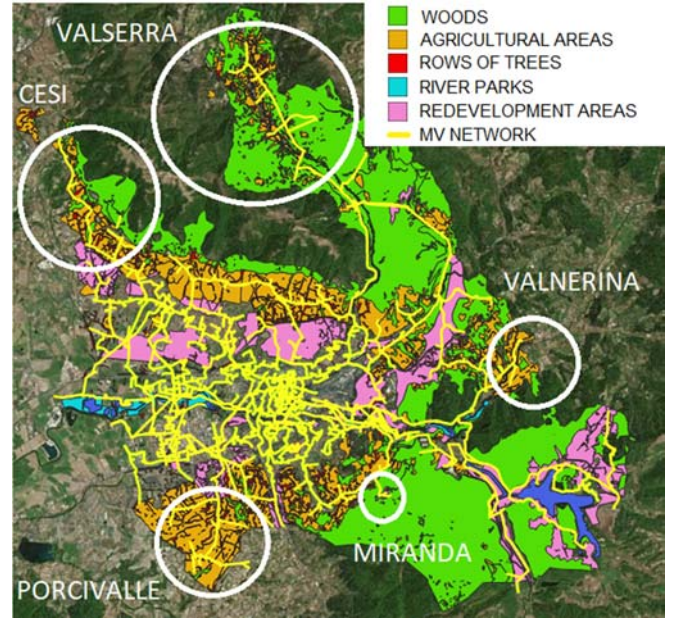 VALSERRA
CESI
WOODS
AGRICULTURAL AREAS
ROWS OF TREES
RIVER PARKS
REDEVELOPMENT AREAS
MV NETWORK
VALNERINA
MIRANDA
PORCIVALLE